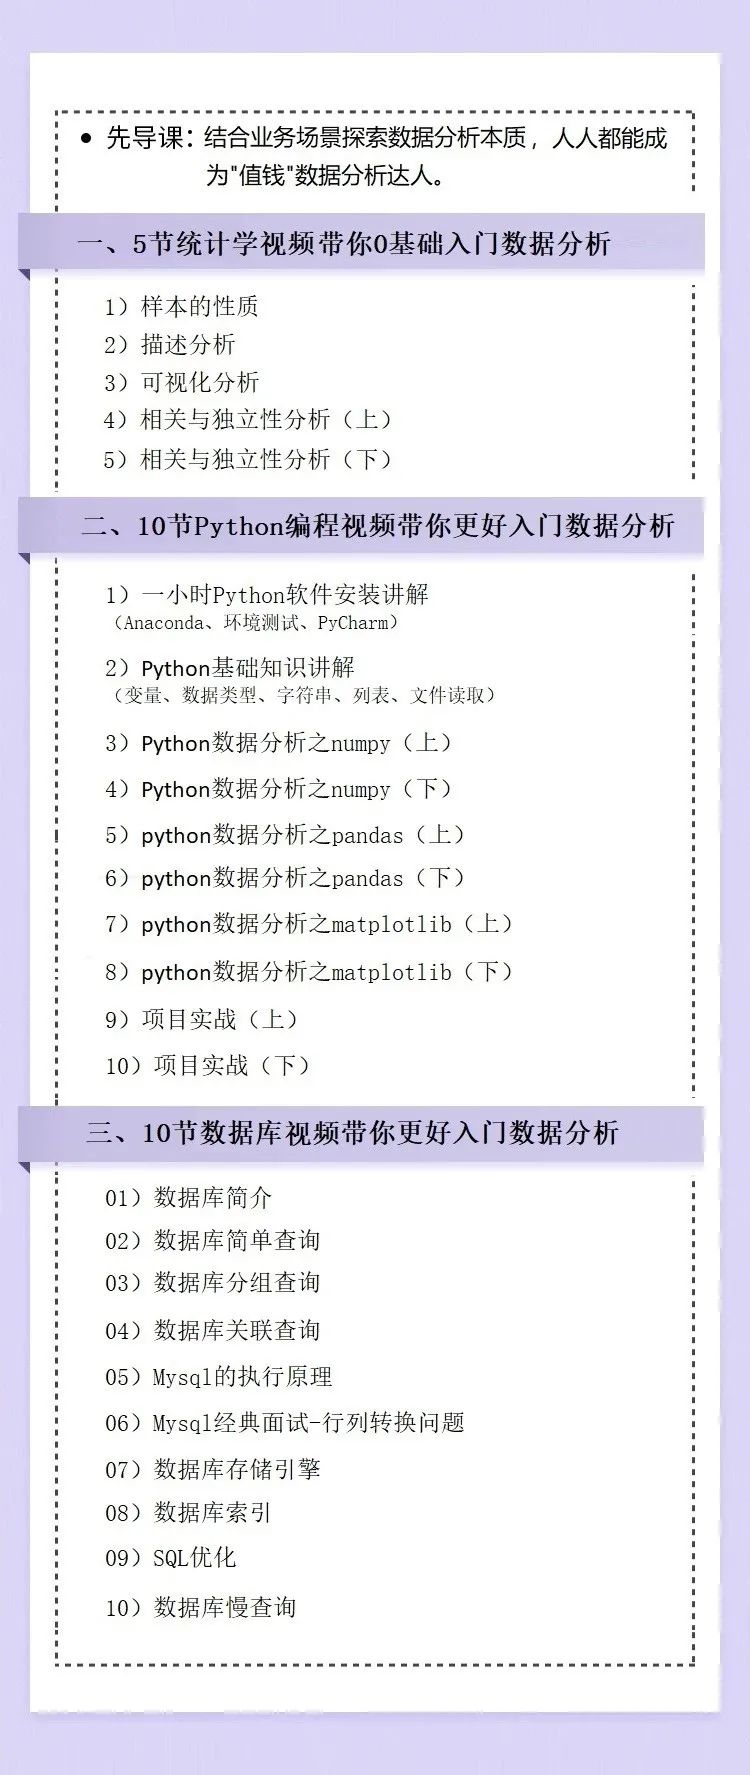 • 先导课：结合业务场景探索数据分析本质，人人都能成
为"值钱"数据分析达人。
一、5节统计学视频带你0基础入门数据分析
1）样本的性质
2）描述分析
3）可视化分析
4）相关与独立性分析（上）
5）相关与独立性分析（下）
二、10节Python编程视频带你更好入门数据分析
1）一小时Python软件安装讲解
（Anaconda、环境测试、PyCharm）
2）Python基础知识讲解
（变量、数据类型、字符串、列表、文件读取）
3）Python数据分析之numpy（上）
4）Python数据分析之numpy（下）
5）python数据分析之pandas（上）
6）python数据分析之pandas（下）
7）python数据分析之matplotlib（上）
8）python数据分析之matplotlib（下）
9）项目实战（上）
10）项目实战（下）
三、10节数据库视频带你更好入门数据分析
01）数据库简介
02）数据库简单查询
03）数据库分组查询
04）数据库关联查询
05）Mysql的执行原理
06）Mysql经典面试-行列转换问题
07）数据库存储引擎
08）数据库索引
09）SQL优化
10）数据库慢查询